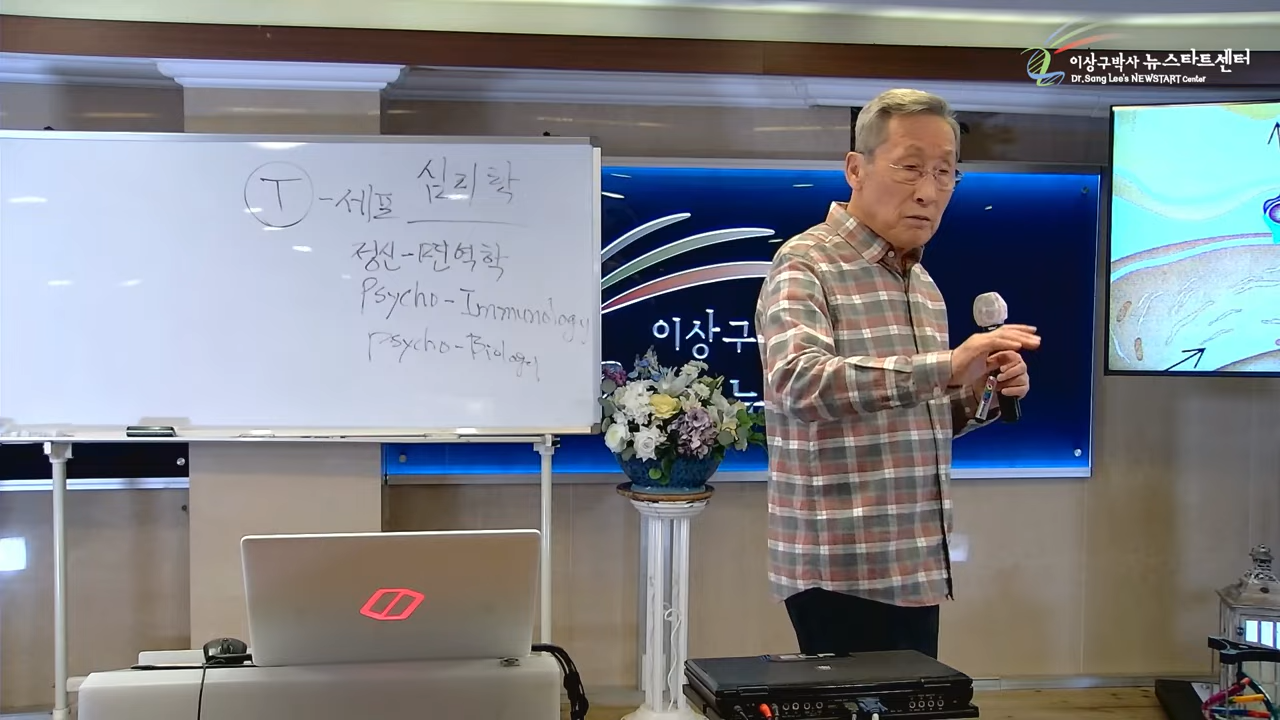 이상구박사 뉴스타트센터
Dr. Sang Lee's NEWSTART Center
T-세포 심리학
정신-면역학
Psycho-Immunology
psycho-Biology
이상구
뉴